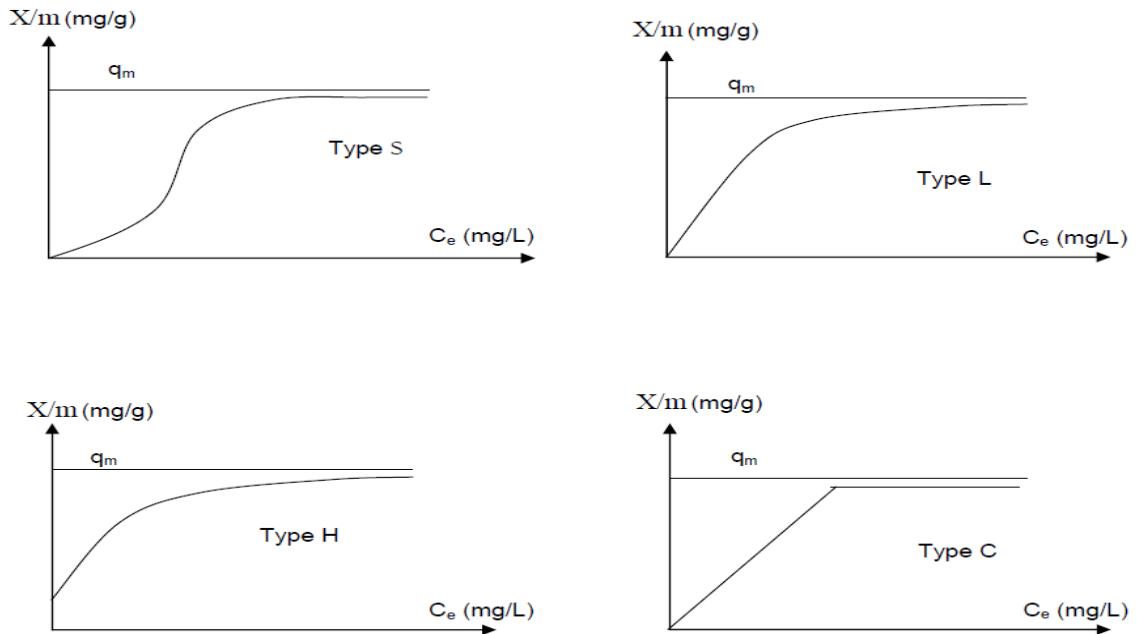 X/m (mg/g)
qm
Type S
Ce (mg/L)
X/m (mg/g)
qm
Type L
Ce (mg/L)
X/m (mg/g)
qm
Type H
Ce (mg/L)
X/m (mg/g)
qm
Type C
Ce (mg/L)